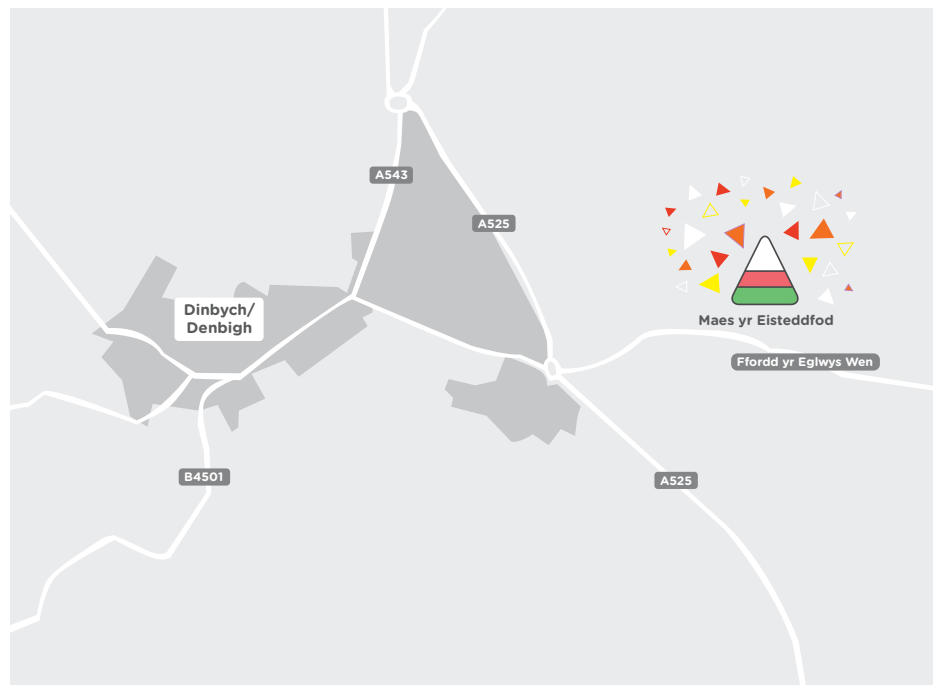 A543
A525
Dinbych/
Denbigh
Maes yr Eisteddfod
Ffordd yr Eglwys Wen
B4501
A525